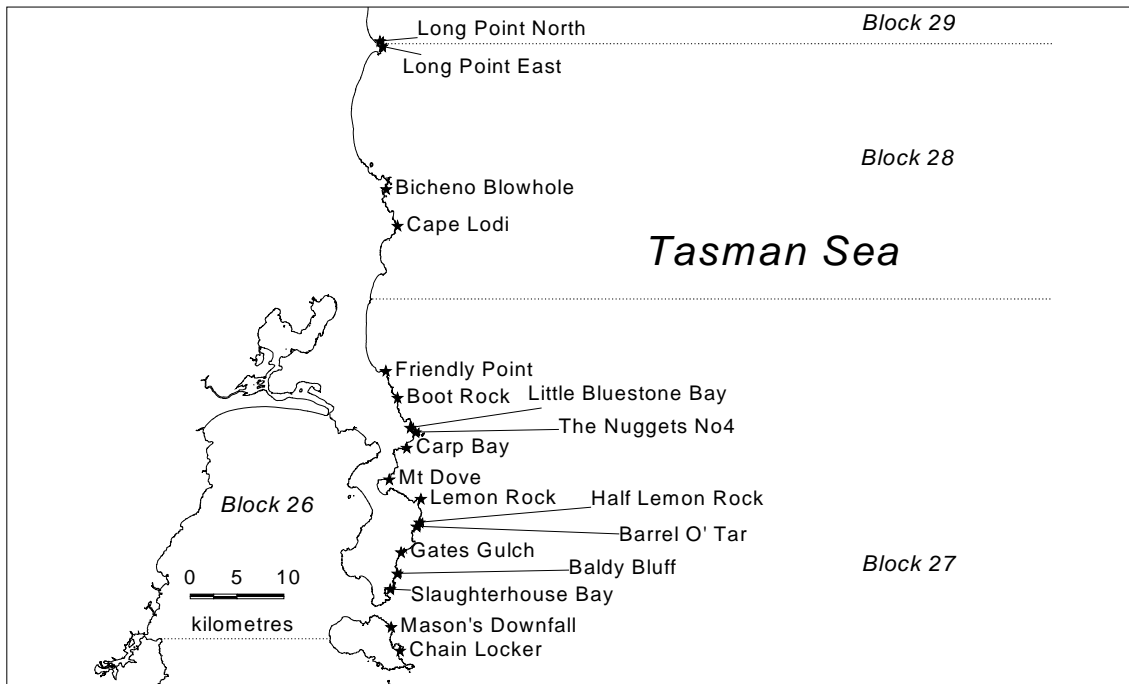 Long Point North
Block 29
Long Point East
Block 28
Bicheno Blowhole
Cape Lodi
Tasman Sea
Friendly Point
Boot Rock
Little Bluestone Bay
The Nuggets No4
Carp Bay
Mt Dove
Lemon Rock
Half Lemon Rock
Block 26
Barrel O' Tar
Gates Gulch
Baldy Bluff
Block 27
0 5 10
Slaughterhouse Bay
kilometres
Mason's Downfall
Chain Locker